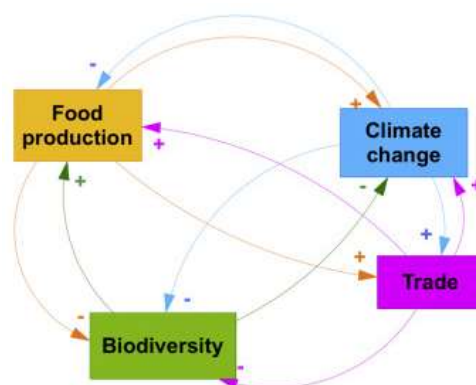 -
+
Food
production
+
Climate
change
+
+
-
+
+
+
Trade
-
-
Biodiversity
-